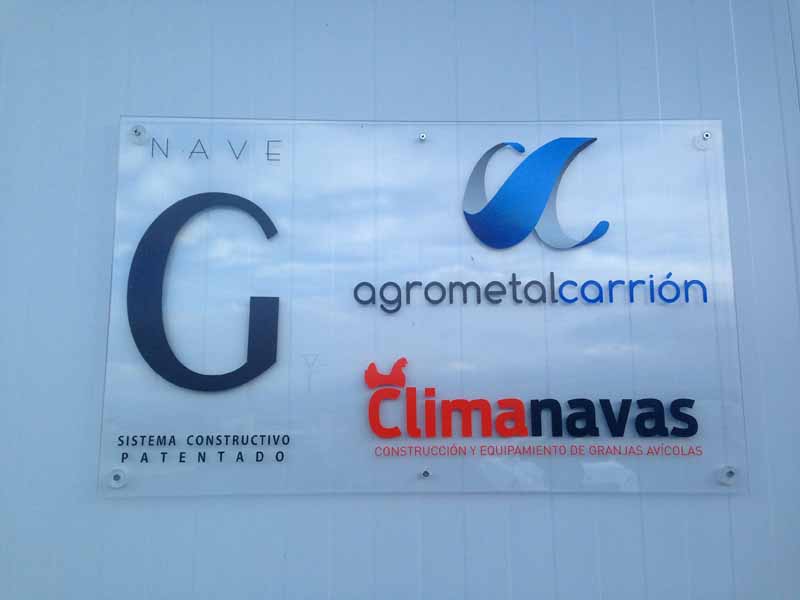 NAVE
G
SISTEMA CONSTRUCTIVO
PATENTADO
agrometalcarrión
Climanavas
CONSTRUCCIÓN Y EQUIPAMIENTO DE GRANJAS AVÍCOLAS